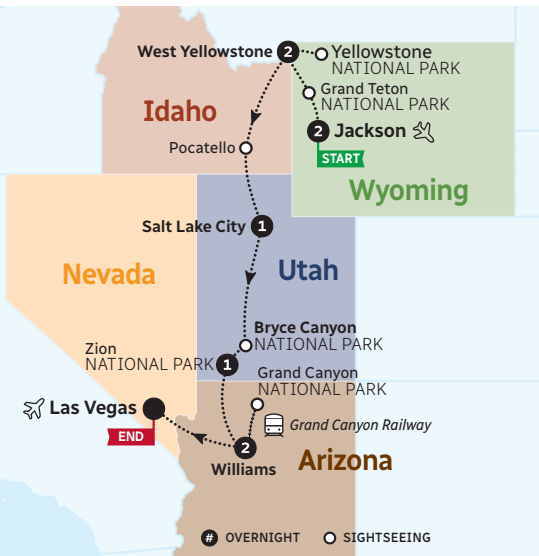 West Yellowstone 2
Yellowstone
NATIONAL PARK
Grand Teton
NATIONAL PARK
Idaho
2 Jackson
START
Pocatello
Wyoming
Salt Lake City 1
Nevada
Utah
Bryce Canyon
NATIONAL PARK
Zion
NATIONAL PARK 1
Grand Canyon
NATIONAL PARK
Las Vegas
Grand Canyon Railway
END
2
Williams
Arizona
# OVERNIGHT
SIGHTSEEING